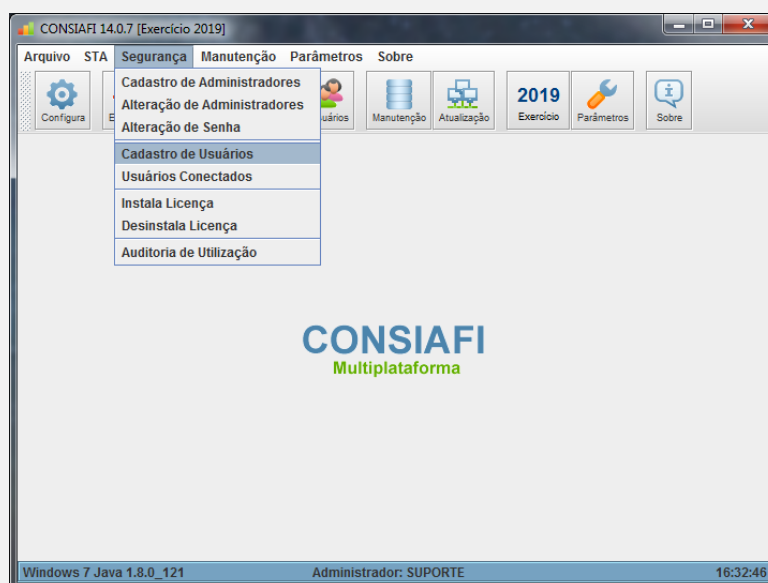 CONSIAFI 14.0.7 [Exercício 2019]
Arquivo STA Segurança Manutenção Parâmetros Sobre
Cadastro de Administradores
Alteração de Administradores
Alteração de Senha
Cadastro de Usuários
Usuários Conectados
Instala Licença
Desinstala Licença
Auditoria de Utilização
Configura
Manutenção
Atualização
2019
Exercício
Parâmetros
Sobre
CONSIAFI
Multiplataforma
Windows 7 Java 1.8.0_121 Administrador: SUPORTE 16:32:46